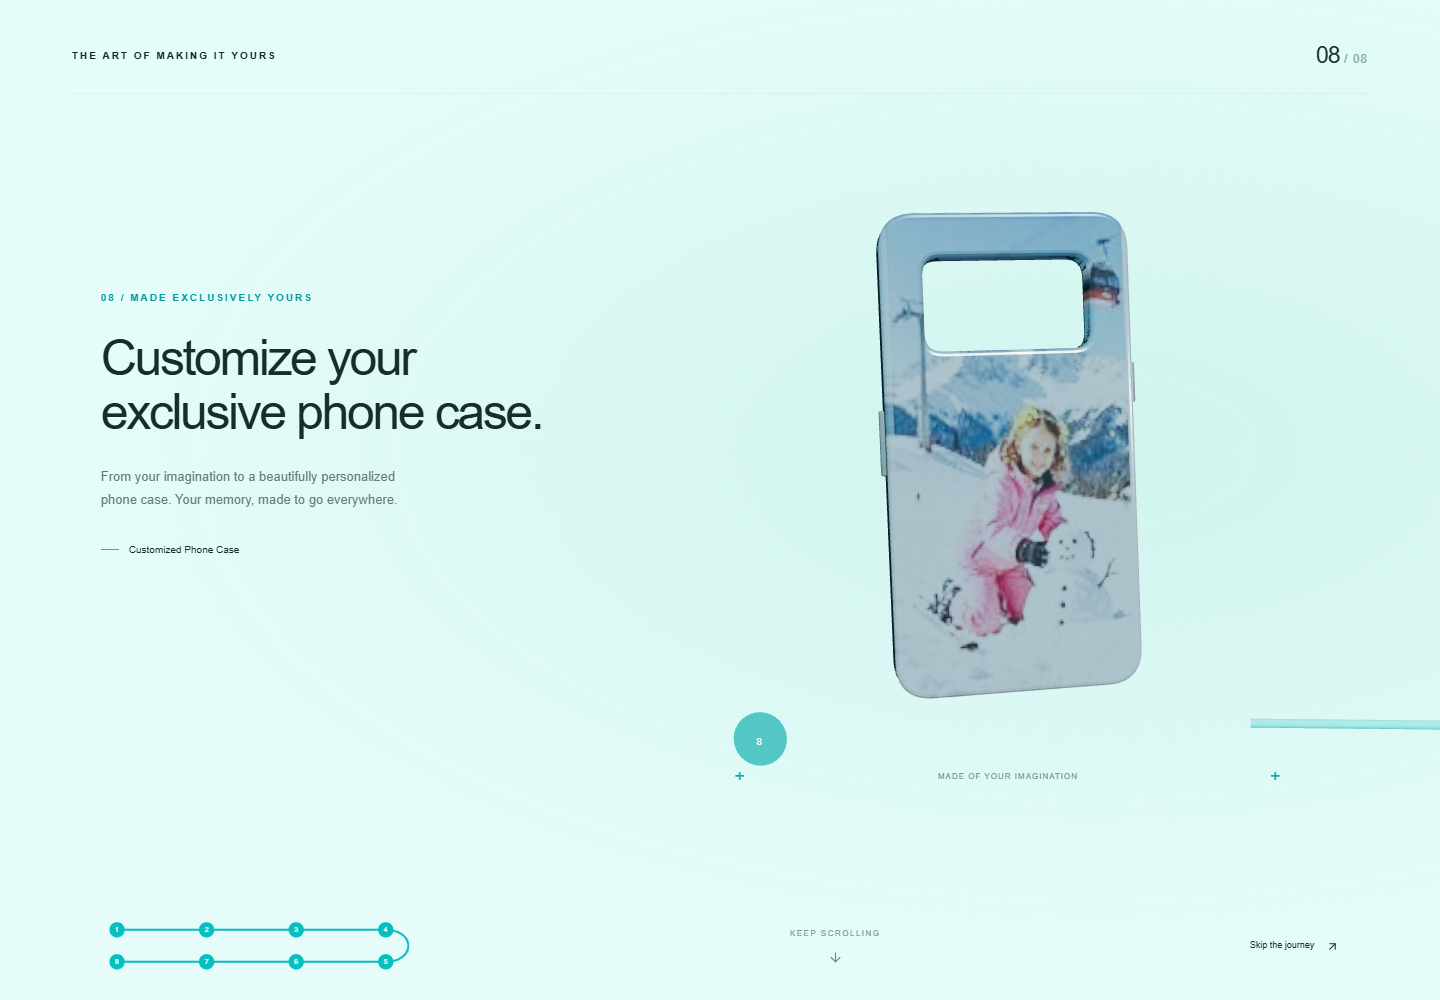 THE ART OF MAKING IT YOURS
08 / 08
08 / MADE EXCLUSIVELY YOURS
Customize your
exclusive phone case.
From your imagination to a beautifully personalized
phone case. Your memory, made to go everywhere.
Customized Phone Case
8
+ MADE OF YOUR IMAGINATION +
1 2 3 4
8 7 6 5
KEEP SCROLLING
Skip the journey